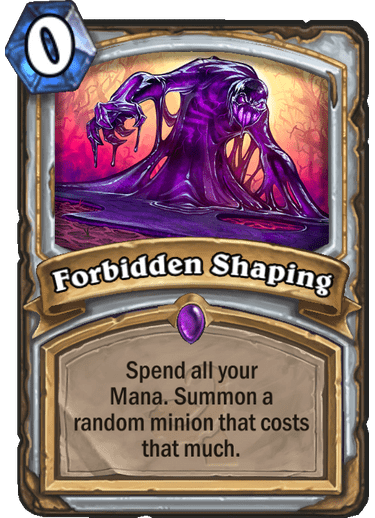 0
Forbidden Shaping
Spend all your
Mana. Summon a
random minion that costs
that much.